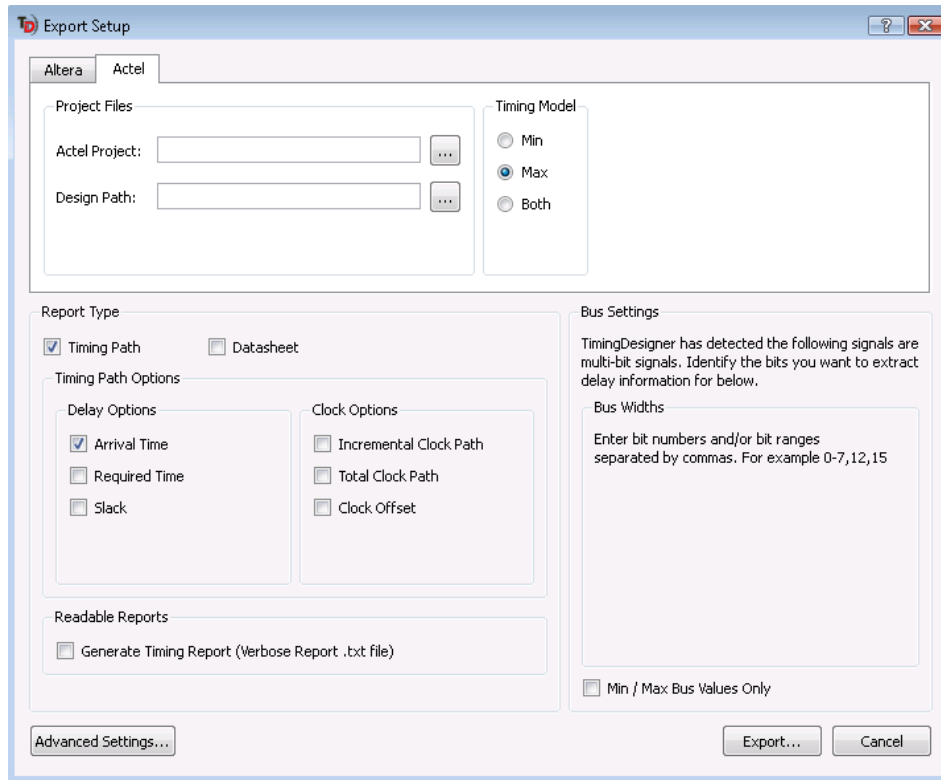 TD Export Setup
Altera
Actel
Project Files
Actel Project:
...
Design Path:
...
Timing Model
Min
Max
Both
Report Type
Timing Path
Datasheet
Timing Path Options
Delay Options
Arrival Time
Required Time
Slack
Clock Options
Incremental Clock Path
Total Clock Path
Clock Offset
Readable Reports
Generate Timing Report (Verbose Report .txt file)
Bus Settings
TimingDesigner has detected the following signals are
multi-bit signals. Identify the bits you want to extract
delay information for below.
Bus Widths
Enter bit numbers and/or bit ranges
separated by commas. For example 0-7,12,15
Min / Max Bus Values Only
Advanced Settings...
Export...
Cancel